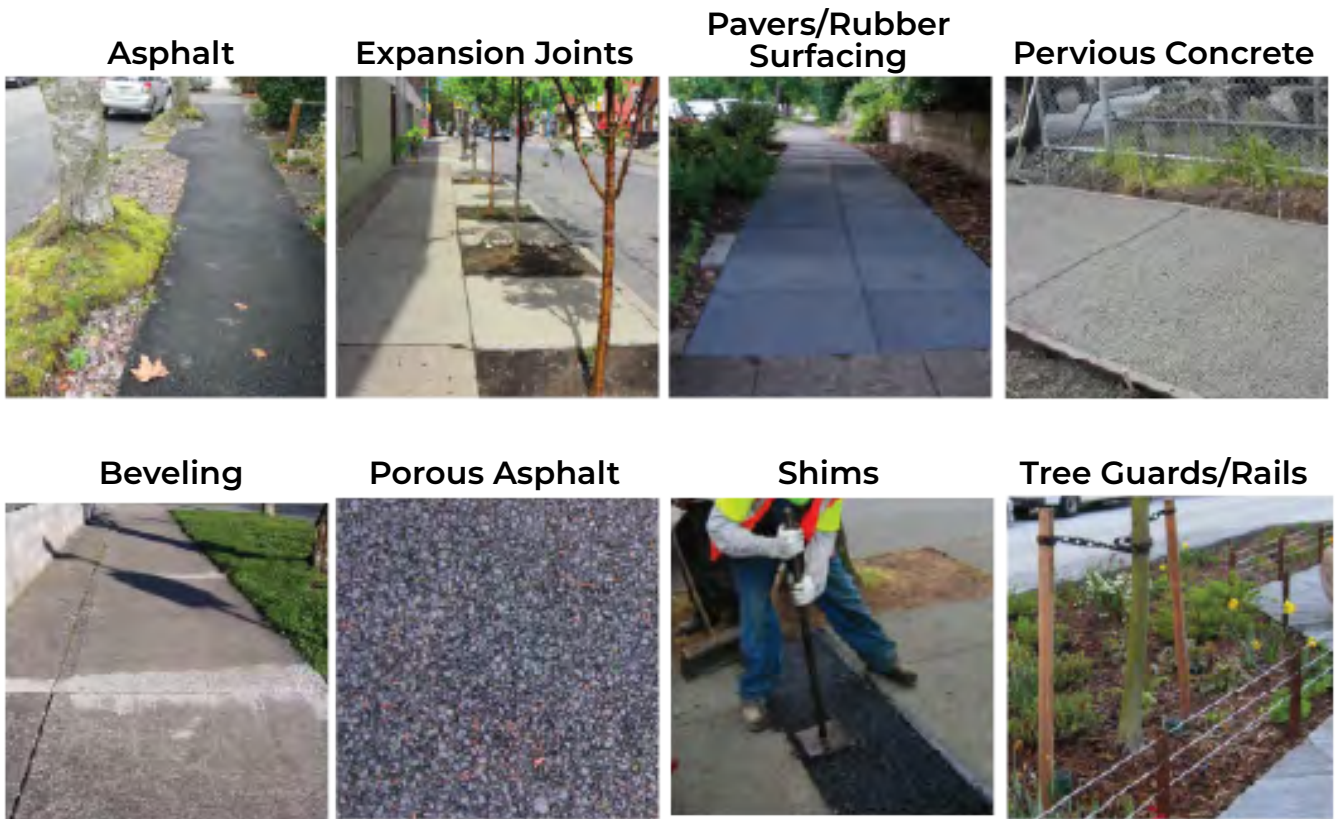 Asphalt
Expansion Joints
Pavers/Rubber
Surfacing
Pervious Concrete
Beveling
Porous Asphalt
Shims
Tree Guards/Rails